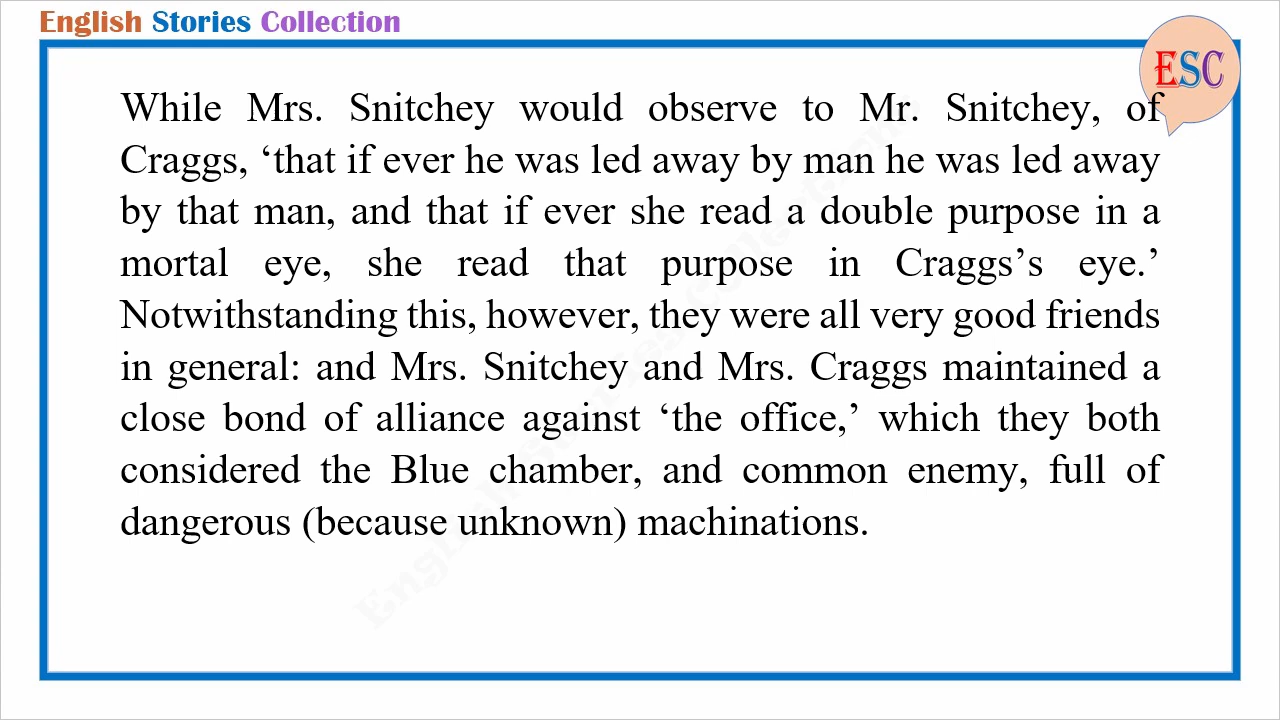 English Stories Collection
ESC
While Mrs. Snitchey would observe to Mr. Snitchey, of
Craggs, ‘that if ever he was led away by man he was led away
by that man, and that if ever she read a double purpose in a
mortal eye, she read that purpose in Craggs’s eye.’
Notwithstanding this, however, they were all very good friends
in general: and Mrs. Snitchey and Mrs. Craggs maintained a
close bond of alliance against ‘the office,’ which they both
considered the Blue chamber, and common enemy, full of
dangerous (because unknown) machinations.
English Stories Collection